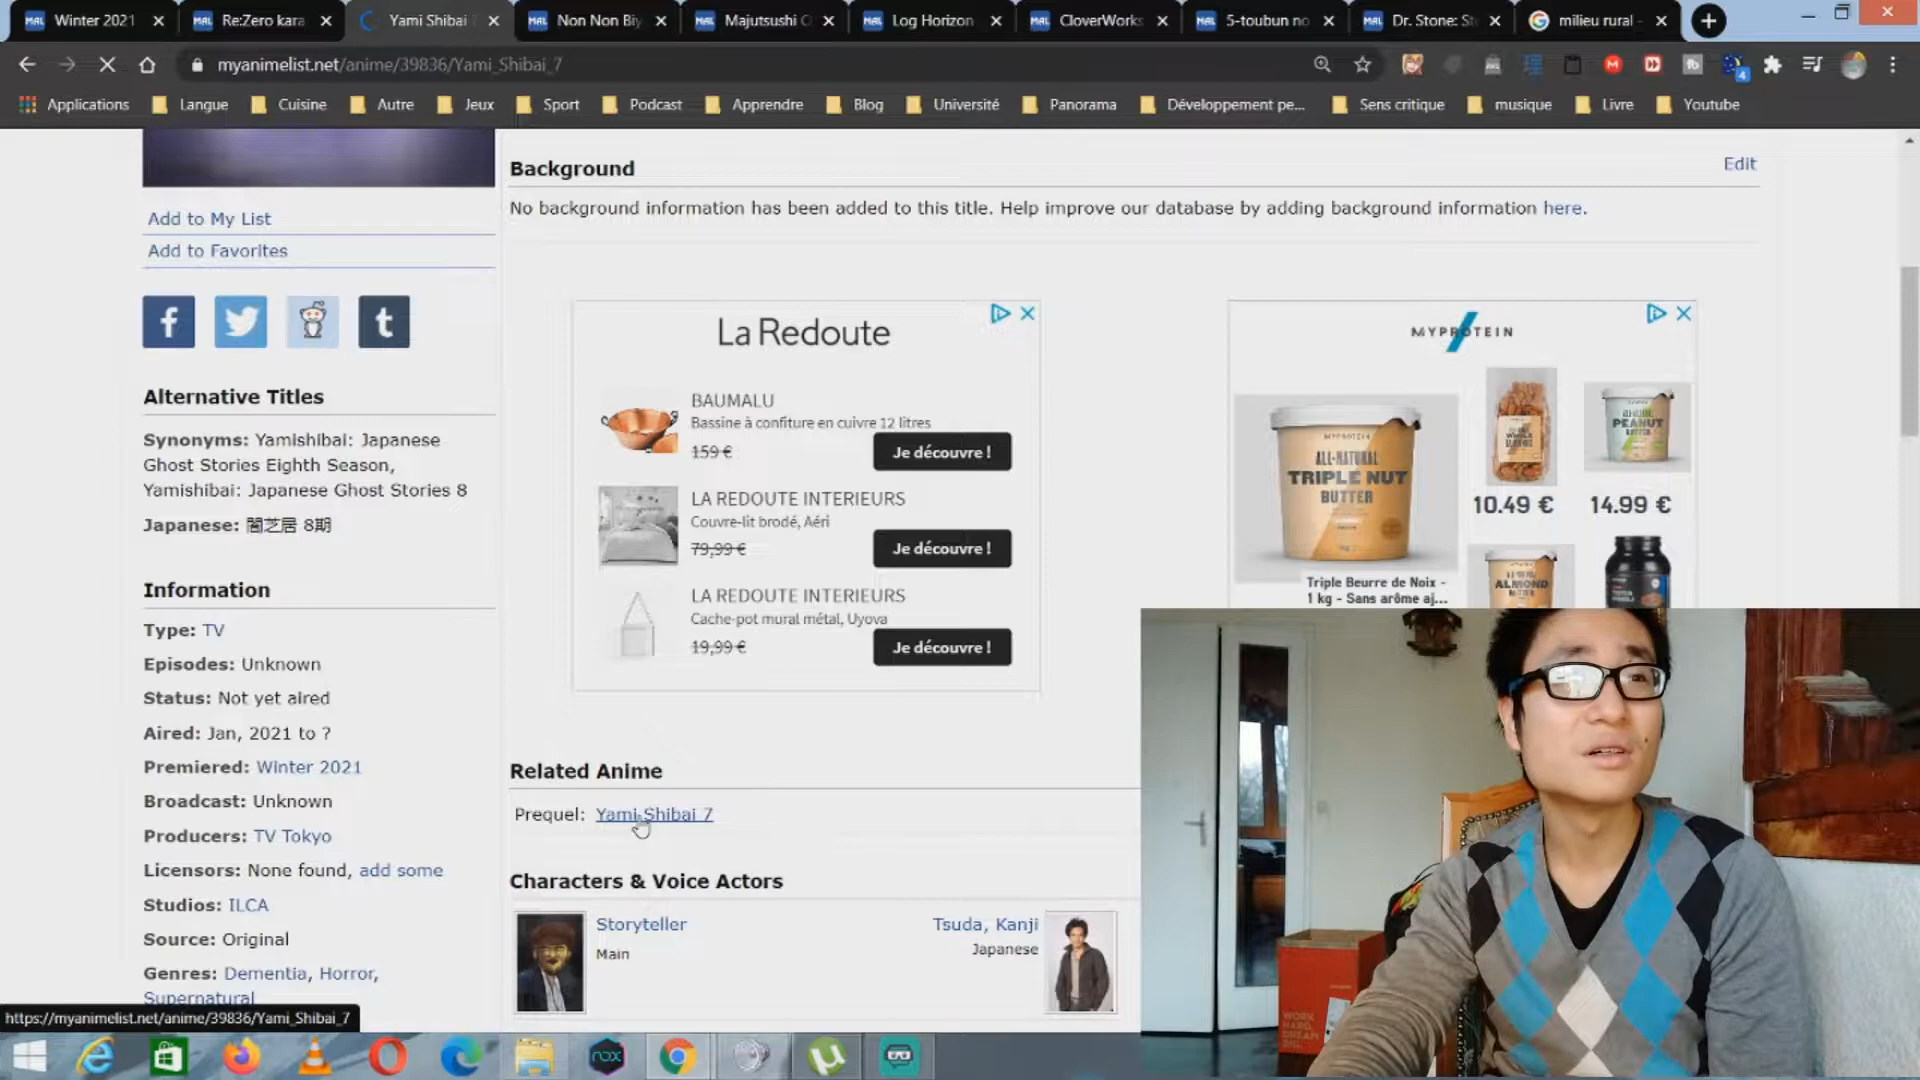 Winter 2021
Re:Zero kara
Yami Shibai
Non Non Biy
Majutsushi O
Log Horizon
CloverWorks
5-toubun no
Dr. Stone: St
milieu rural -
myanimelist.net/anime/39836/Yami_Shibai_7
4
Applications
Langue
Cuisine
Autre
Jeux
Sport
Podcast
Apprendre
Blog
Université
Panorama
Développement pe...
Sens critique
musique
Livre
Youtube
Add to My List
Add to Favorites
Alternative Titles
Synonyms: Yamishibai: Japanese
Ghost Stories Eighth Season,
Yamishibai: Japanese Ghost Stories 8
Japanese: 闇芝居 8期
Information
Type: TV
Episodes: Unknown
Status: Not yet aired
Aired: Jan, 2021 to ?
Premiered: Winter 2021
Broadcast: Unknown
Producers: TV Tokyo
Licensors: None found, add some
Studios: ILCA
Source: Original
Genres: Dementia, Horror,
Supernatural
Background
Edit
No background information has been added to this title. Help improve our database by adding background information here.
La Redoute
BAUMALU
Bassine à confiture en cuivre 12 litres
159 €
Je découvre !
LA REDOUTE INTERIEURS
Couvre-lit brodé, Aéri
79,99 €
Je découvre !
LA REDOUTE INTERIEURS
Cache-pot mural métal, Uyova
19,99 €
Je découvre !
MYPROTEIN
MYPROTEIN
ALL-NATURAL
TRIPLE NUT
BUTTER
PEANUT
BUTTER
10.49 €
14.99 €
ALMOND
Triple Beurre de Noix -
1 kg - Sans arôme aj...
Related Anime
Prequel: Yami Shibai 7
Characters & Voice Actors
Storyteller
Main
Tsuda, Kanji
Japanese
https://myanimelist.net/anime/39836/Yami_Shibai_7
nox
WORK
HARD.
DREAM
BIG.